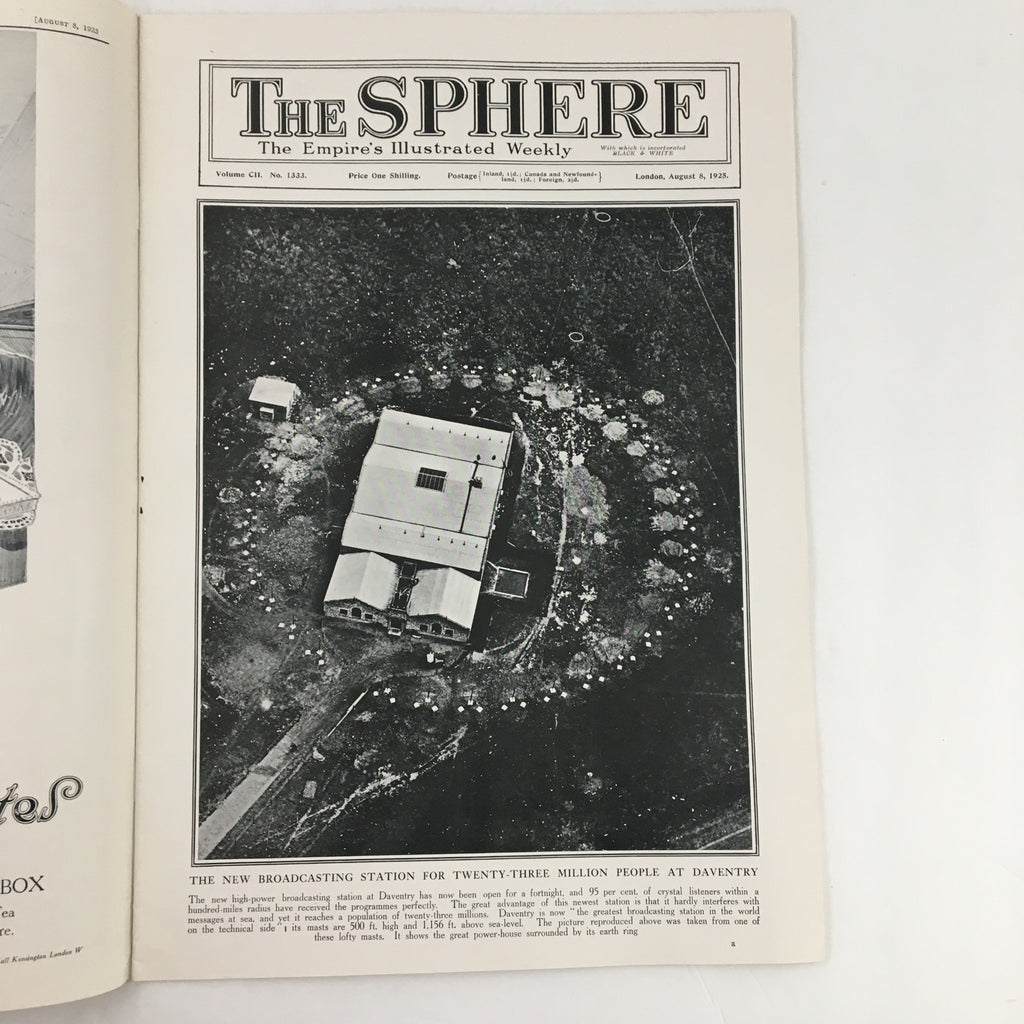 [AUGUST 8, 1925
THE SPHERE
The Empire's Illustrated Weekly
With which is incorporated
BLACK & WHITE
Volume CII. No. 1333.
Price One Shilling.
Postage { Inland, 1½d.; Canada and Newfound-
land, 1½d.; Foreign, 2½d. }
London, August 8, 1925.
THE NEW BROADCASTING STATION FOR TWENTY-THREE MILLION PEOPLE AT DAVENTRY
The new high-power broadcasting station at Daventry has now been open for a fortnight, and 95 per cent. of crystal listeners within a
hundred-miles radius have received the programmes perfectly. The great advantage of this newest station is that it hardly interferes with
messages at sea, and yet it reaches a population of twenty-three millions. Daventry is now "the greatest broadcasting station in the world
on the technical side"; its masts are 500 ft. high and 1,156 ft. above sea-level. The picture reproduced above was taken from one of
these lofty masts. It shows the great power-house surrounded by its earth ring
a
tes
BOX
ea
re.
all Kensington London W